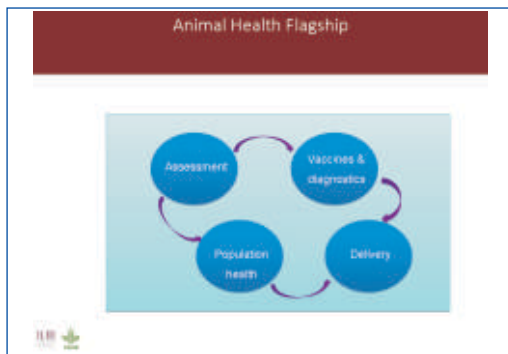 Animal Health Flagship
Assessment
Vaccines &
diagnostics
Population
health
Delivery